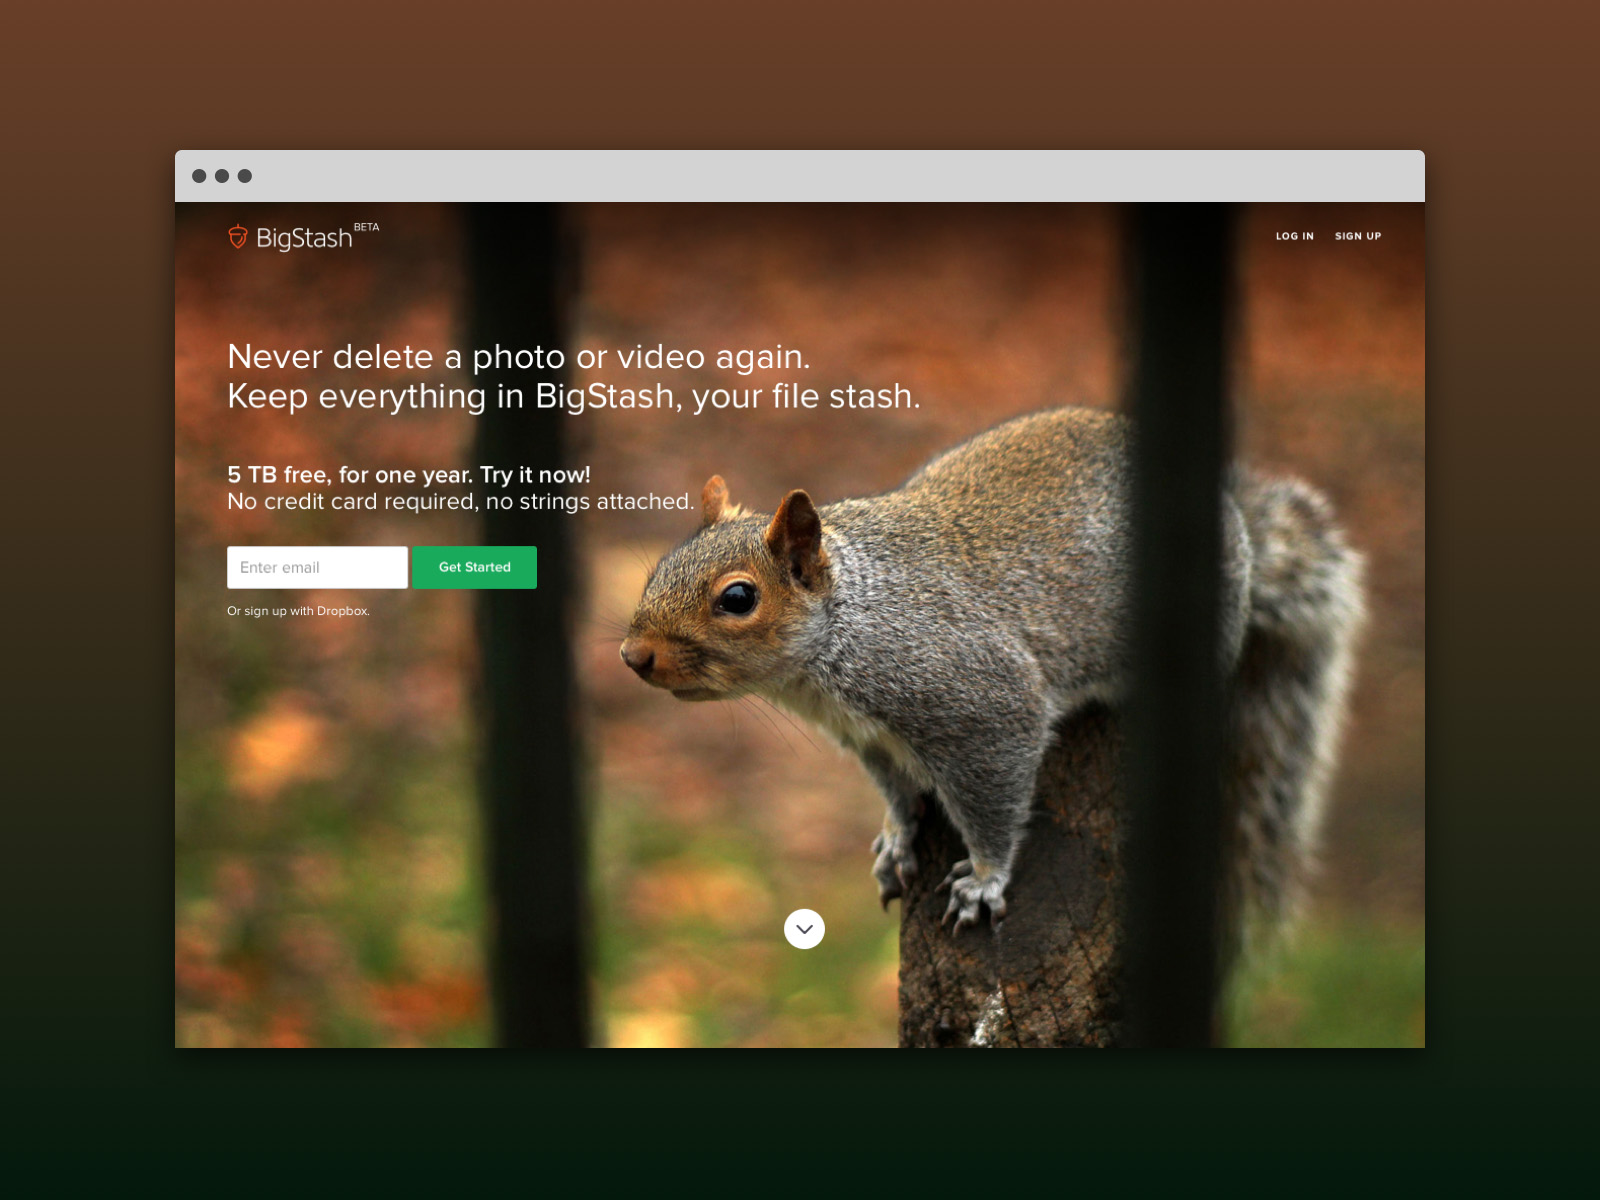 BigStash BETA
LOG IN SIGN UP
Never delete a photo or video again.
Keep everything in BigStash, your file stash.
5 TB free, for one year. Try it now!
No credit card required, no strings attached.
Enter email Get Started
Or sign up with Dropbox.